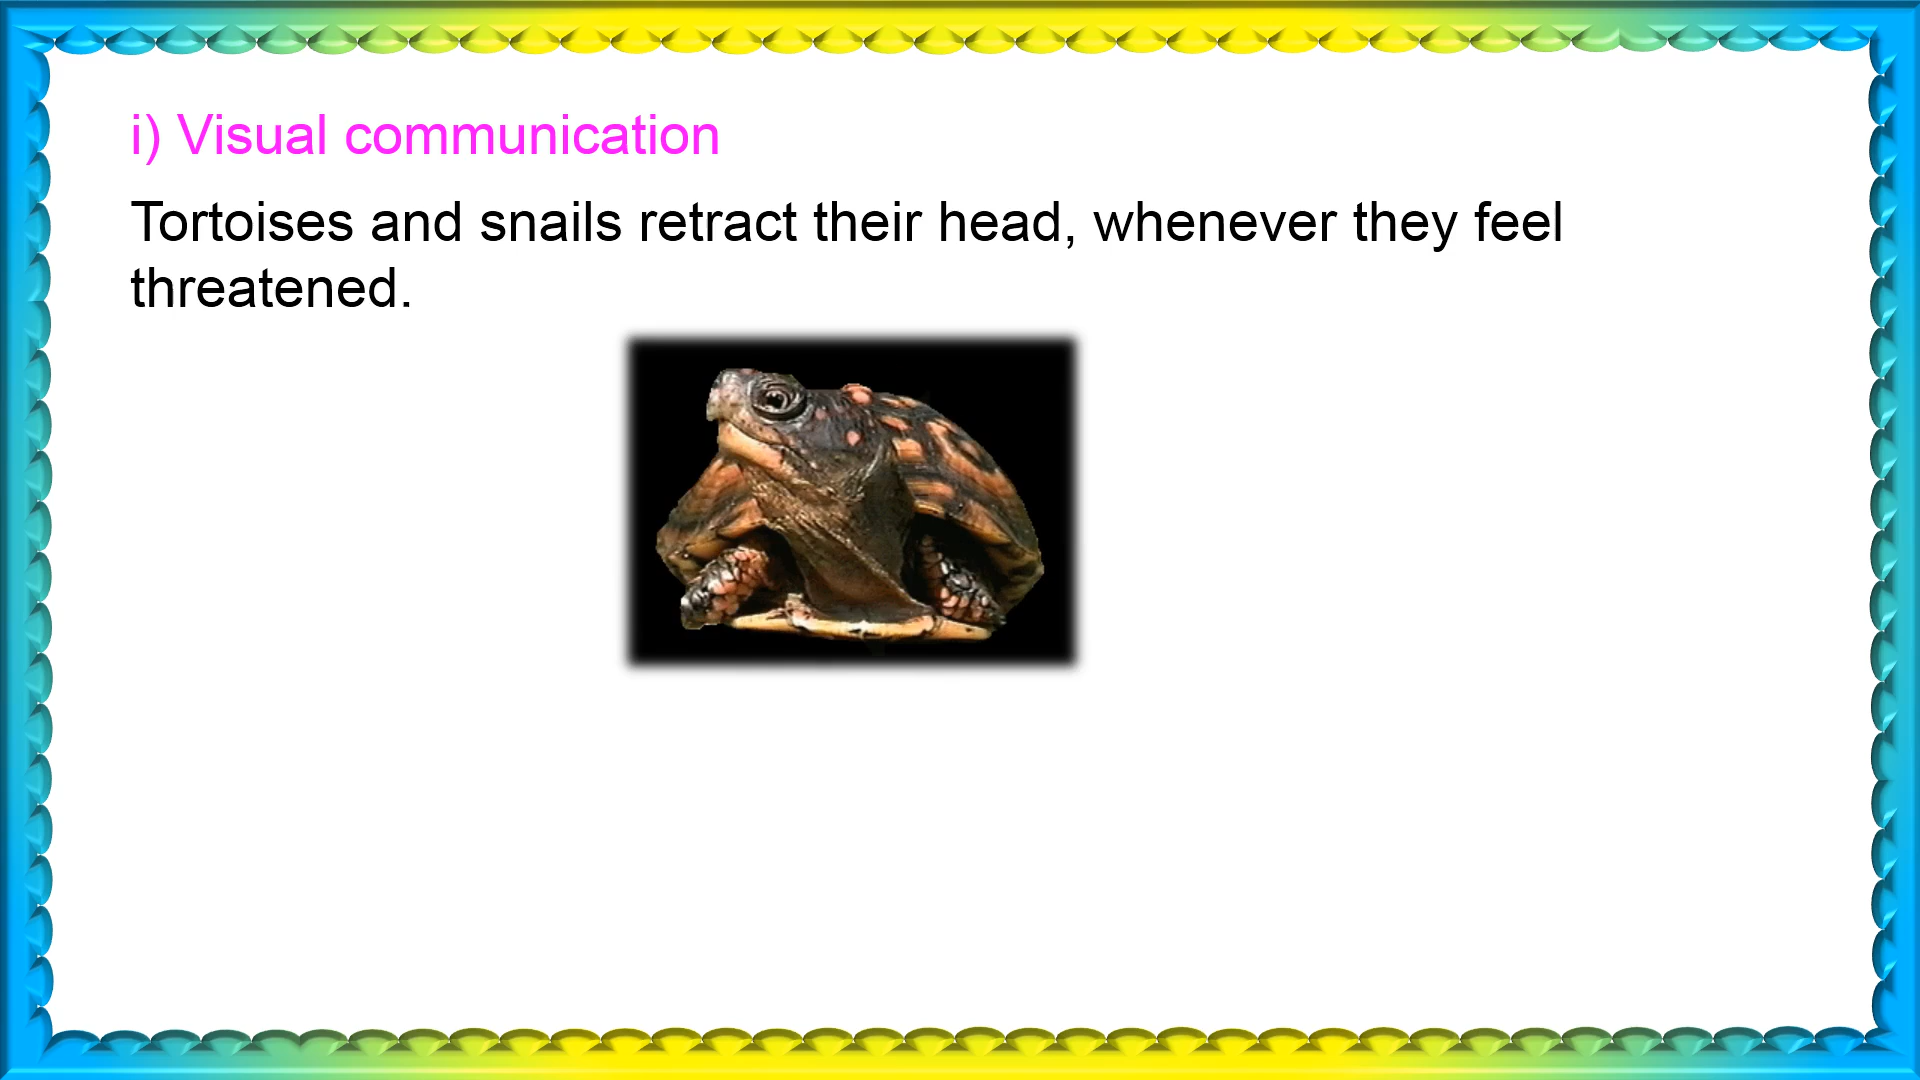 i) Visual communication
Tortoises and snails retract their head, whenever they feel
threatened.